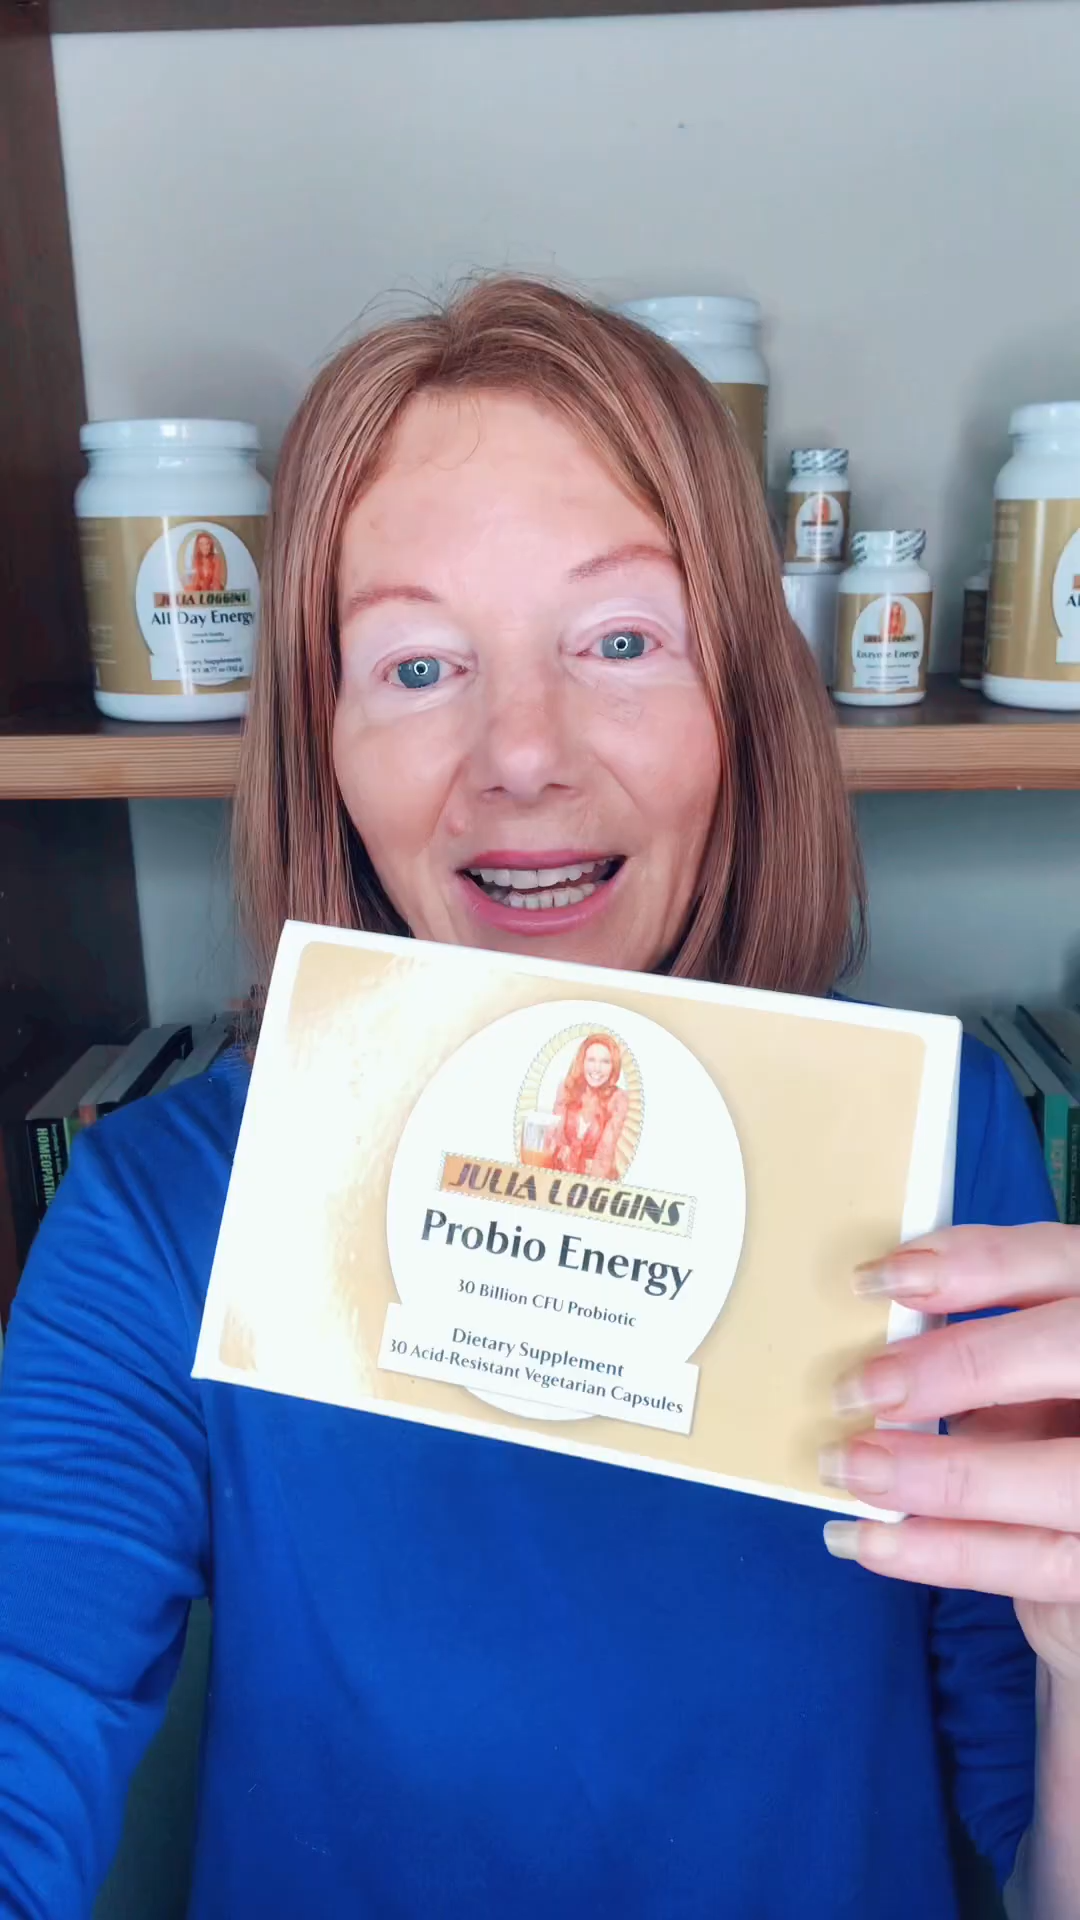 JULIA LOGGINS
All Day Energy
Dietary Supplement
Enzyme Energy
HOMEOPATHI
JULIA LOGGINS
Probio Energy
30 Billion CFU Probiotic
Dietary Supplement
30 Acid-Resistant Vegetarian Capsules